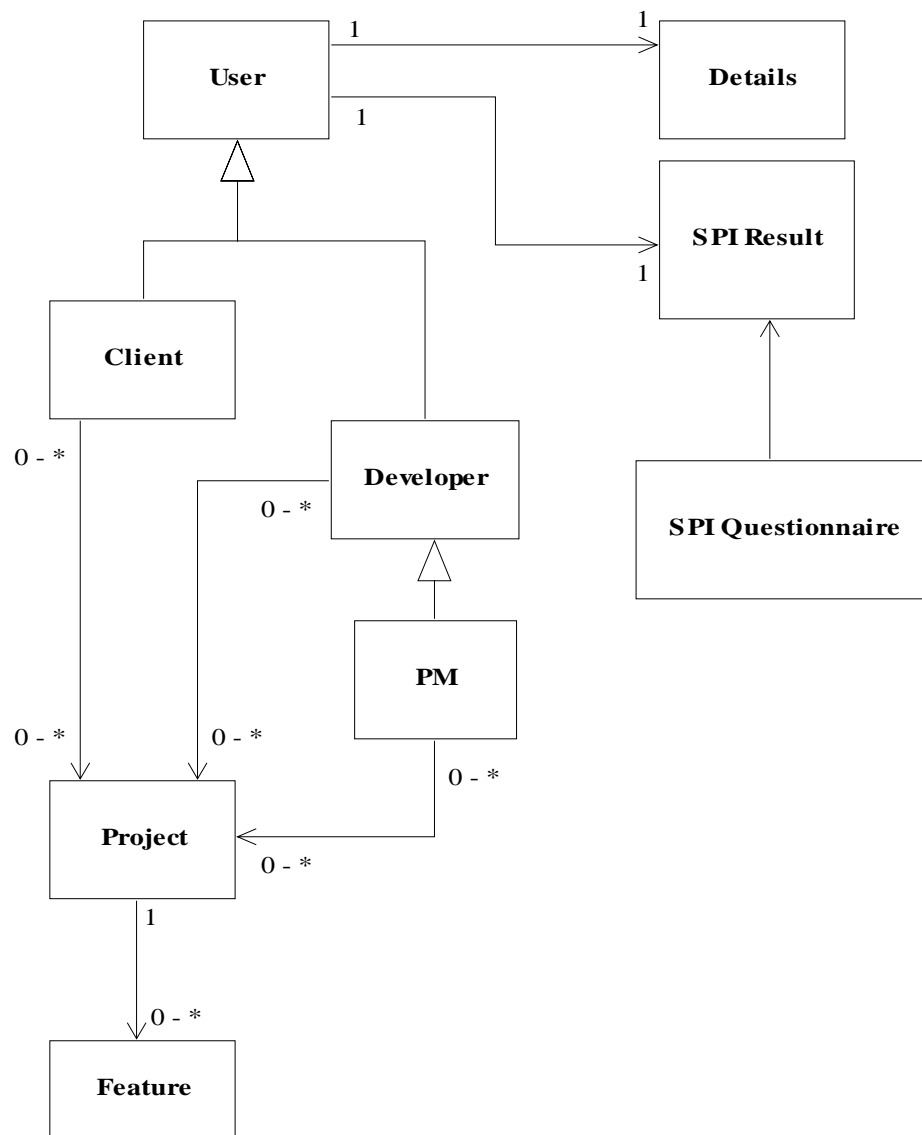 1
1
User
Details
1
SPI Result
1
Client
0 - *
Developer
0 - *
SPI Questionnaire
PM
0 - *
0 - *
0 - *
Project
0 - *
1
0 - *
Feature